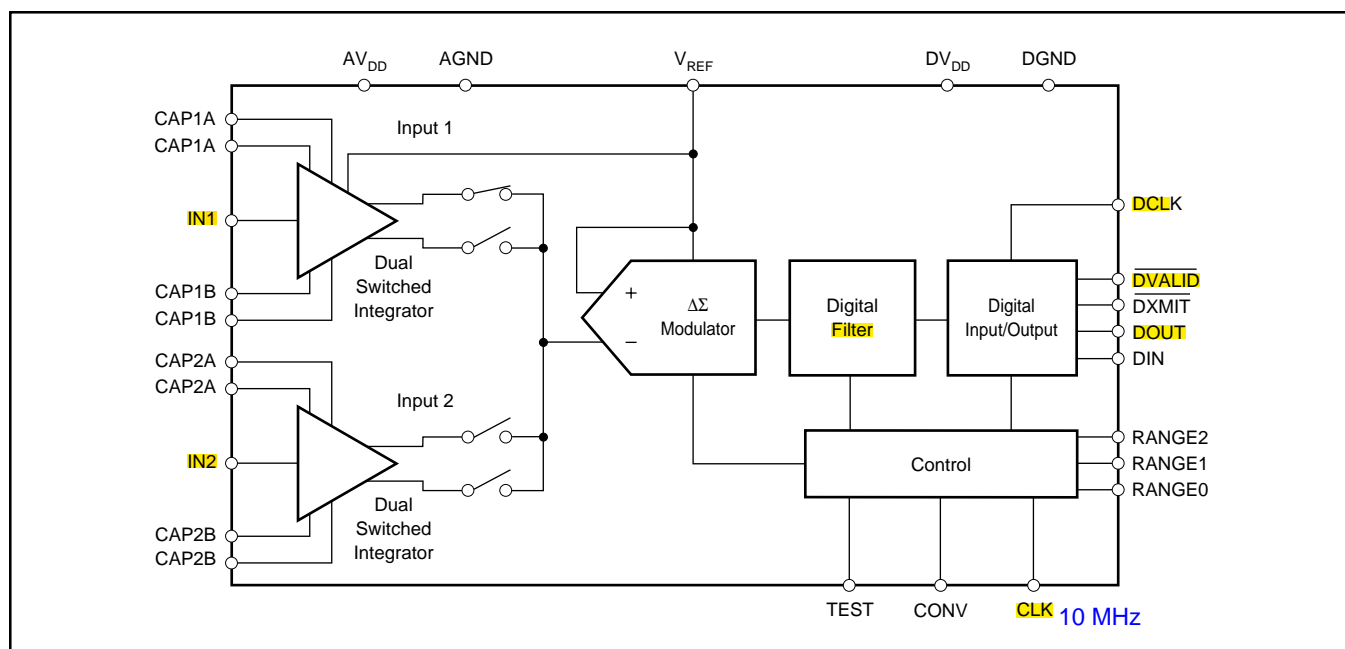 AVDD
AGND
VREF
DVDD
DGND
CAP1A
CAP1A
Input 1
IN1
Dual
Switched
Integrator
CAP1B
CAP1B
CAP2A
CAP2A
Input 2
IN2
Dual
Switched
Integrator
CAP2B
CAP2B
+
−
ΔΣ
Modulator
Digital
Filter
Digital
Input/Output
Control
DCLK
DVALID
DXMIT
DOUT
DIN
RANGE2
RANGE1
RANGE0
TEST
CONV
CLK 10 MHz